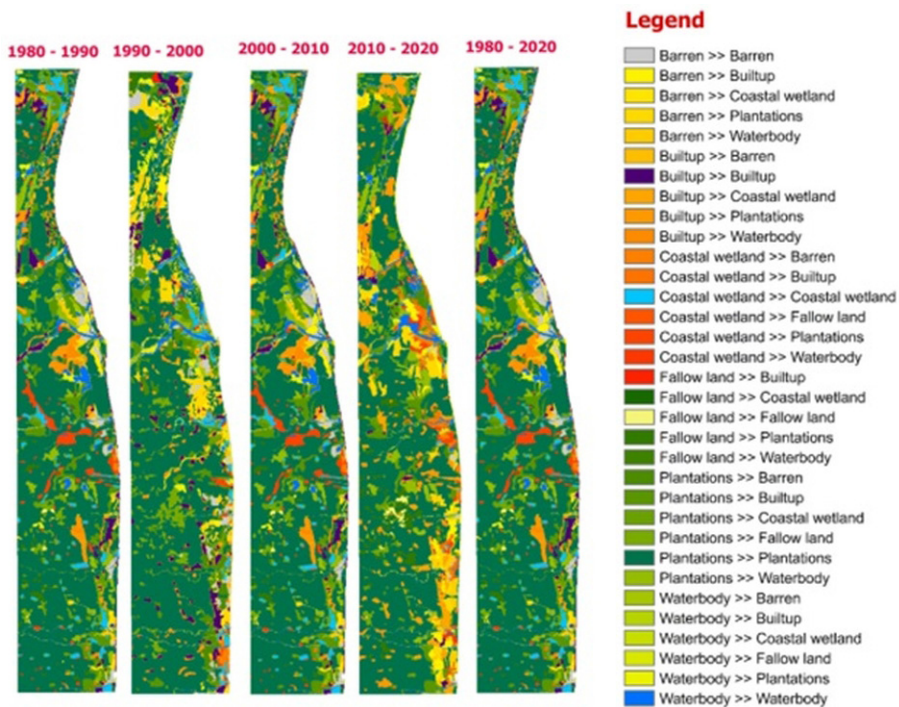 Legend
1980 - 1990 1990 - 2000 2000 - 2010 2010 - 2020 1980 - 2020
Barren >> Barren
Barren >> Builtup
Barren >> Coastal wetland
Barren >> Plantations
Barren >> Waterbody
Builtup >> Barren
Builtup >> Builtup
Builtup >> Coastal wetland
Builtup >> Plantations
Builtup >> Waterbody
Coastal wetland >> Barren
Coastal wetland >> Builtup
Coastal wetland >> Coastal wetland
Coastal wetland >> Fallow land
Coastal wetland >> Plantations
Coastal wetland >> Waterbody
Fallow land >> Builtup
Fallow land >> Coastal wetland
Fallow land >> Fallow land
Fallow land >> Plantations
Fallow land >> Waterbody
Plantations >> Barren
Plantations >> Builtup
Plantations >> Coastal wetland
Plantations >> Fallow land
Plantations >> Plantations
Plantations >> Waterbody
Waterbody >> Barren
Waterbody >> Builtup
Waterbody >> Coastal wetland
Waterbody >> Fallow land
Waterbody >> Plantations
Waterbody >> Waterbody